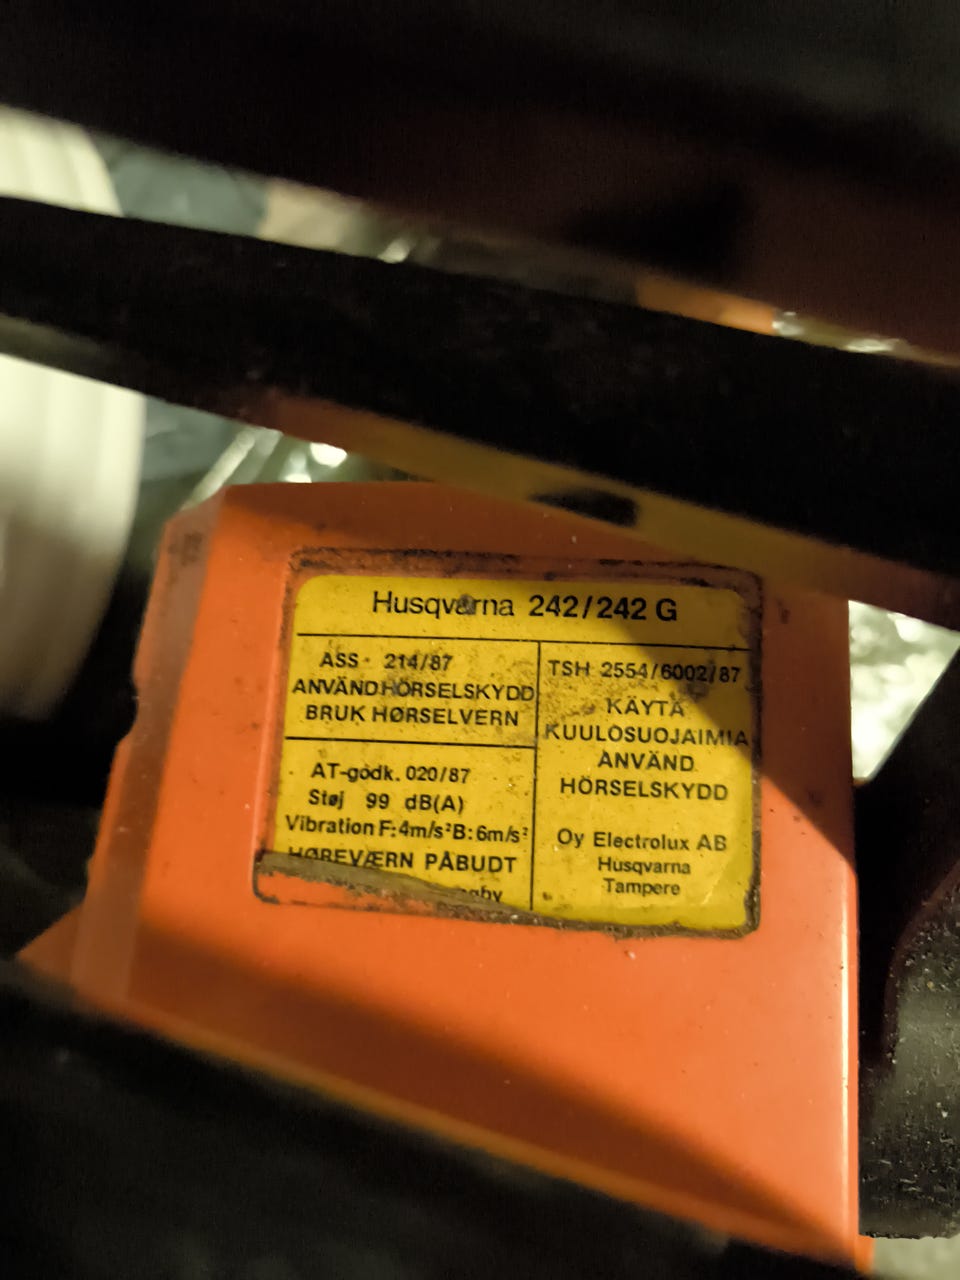 Husqvarna 242/242 G
ASS - 214/87
ANVÄND HÖRSELSKYDD
BRUK HØRSELVERN
AT-godk. 020/87
Støj 99 dB(A)
Vibration F:4m/s² B:6m/s²
HØREVÆRN PÅBUDT
TSH 2554/6002/87
KÄYTÄ
KUULOSUOJAIMIA
ANVÄND
HÖRSELSKYDD
Oy Electrolux AB
Husqvarna
Tampere